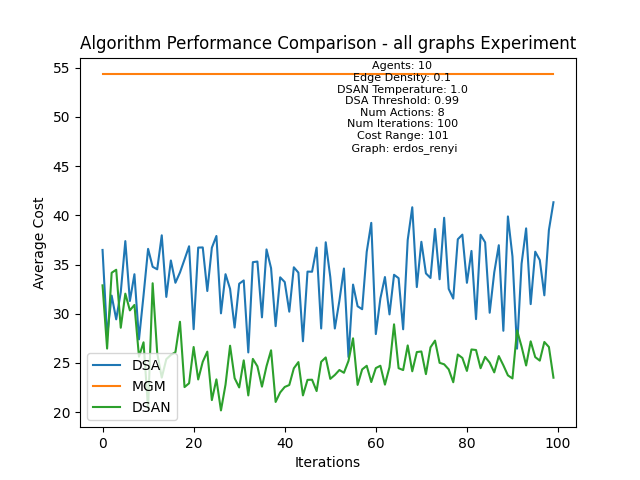 Algorithm Performance Comparison - all graphs Experiment
Agents: 10
Edge Density: 0.1
DSAN Temperature: 1.0
DSA Threshold: 0.99
Num Actions: 8
Num Iterations: 100
Cost Range: 101
Graph: erdos_renyi
Average Cost
55
50
45
40
35
30
25
20
DSA
MGM
DSAN
0
20
40
60
80
100
Iterations